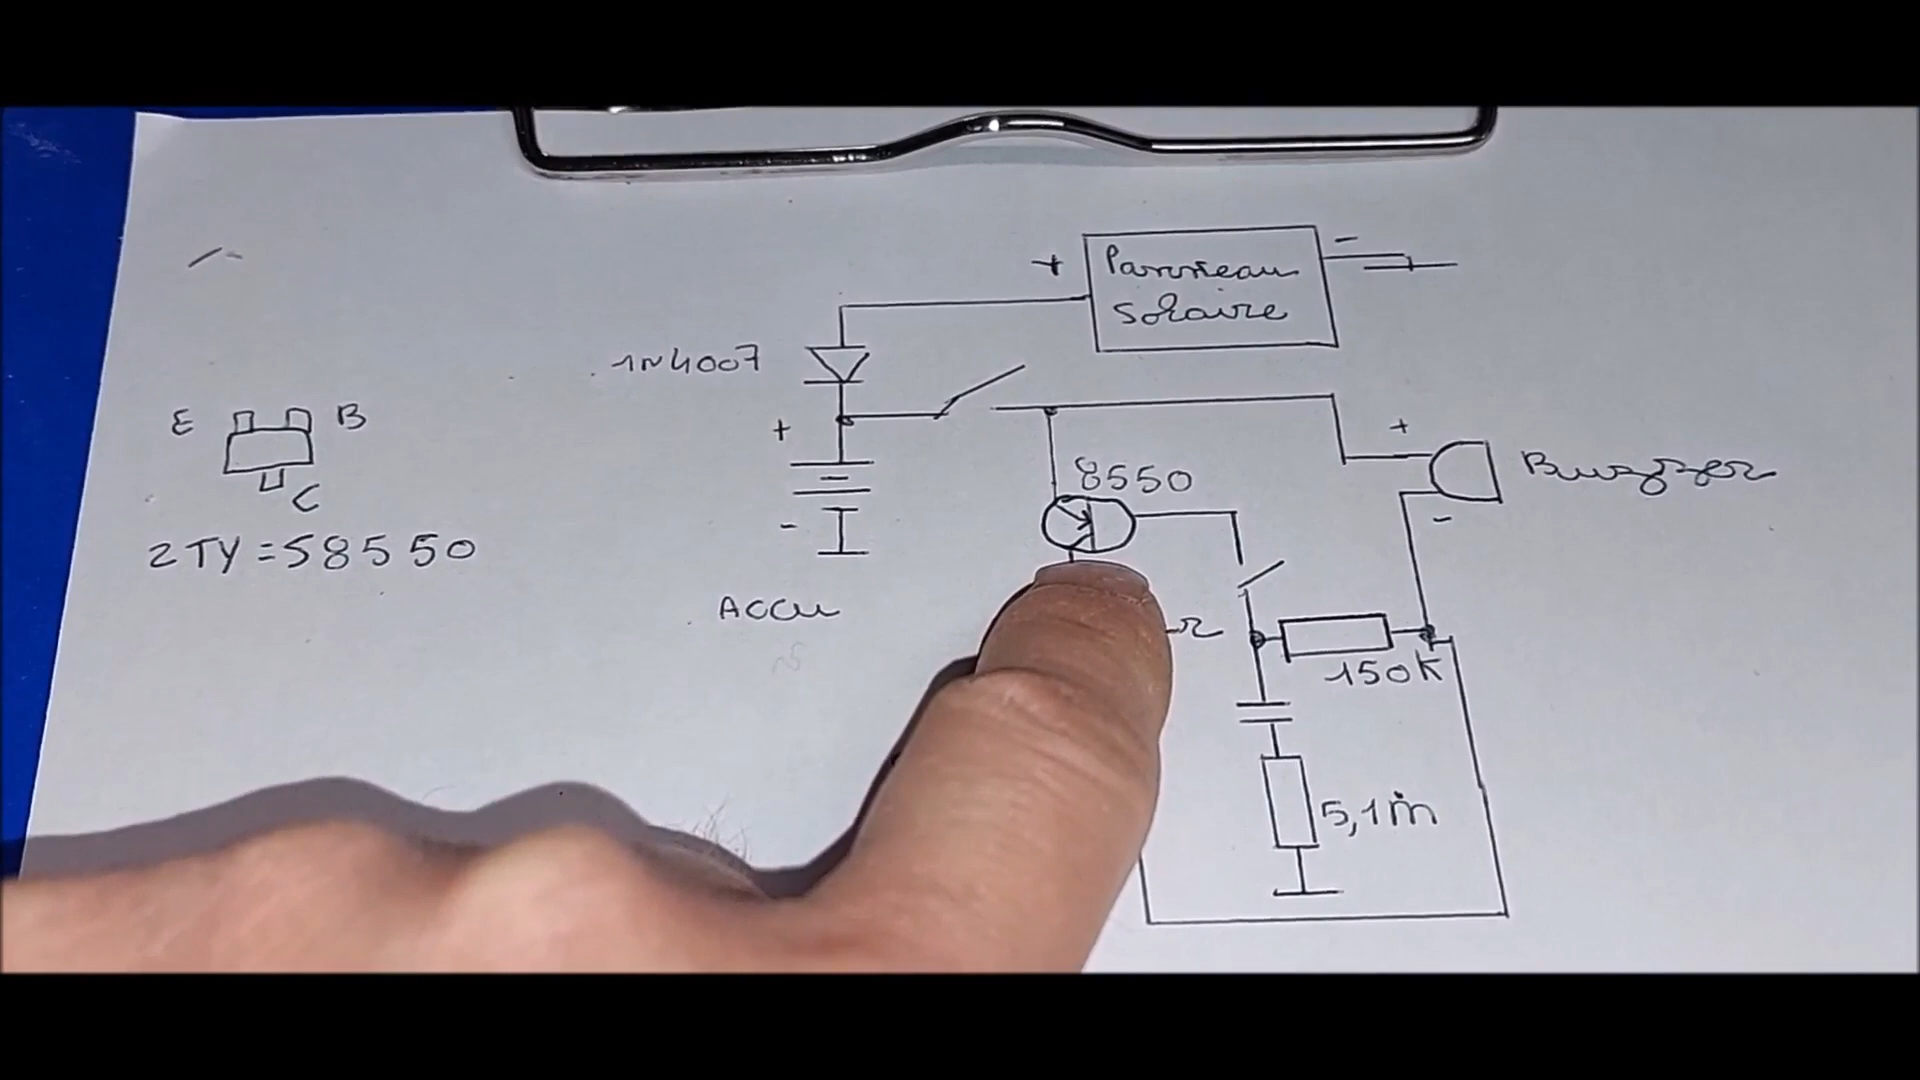 +
-
Panneau
Solaire
1N4007
E
B
C
+
+
-
Buzzer
8550
-
2TY=S8550
Accu
150K
5,1m